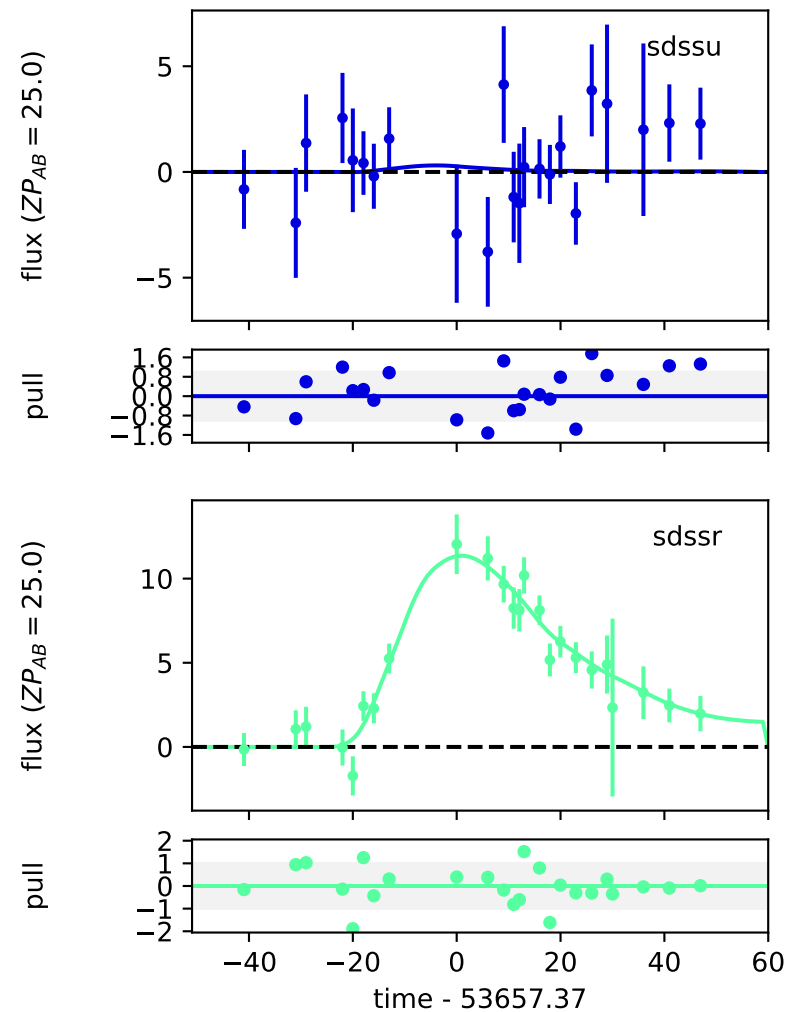 sdssu
flux (ZP_AB = 25.0)
5
0
−5
pull
1.6
0.8
0.0
−0.8
−1.6
sdssr
flux (ZP_AB = 25.0)
10
5
0
pull
2
1
0
−1
−2
−40 −20 0 20 40 60
time - 53657.37